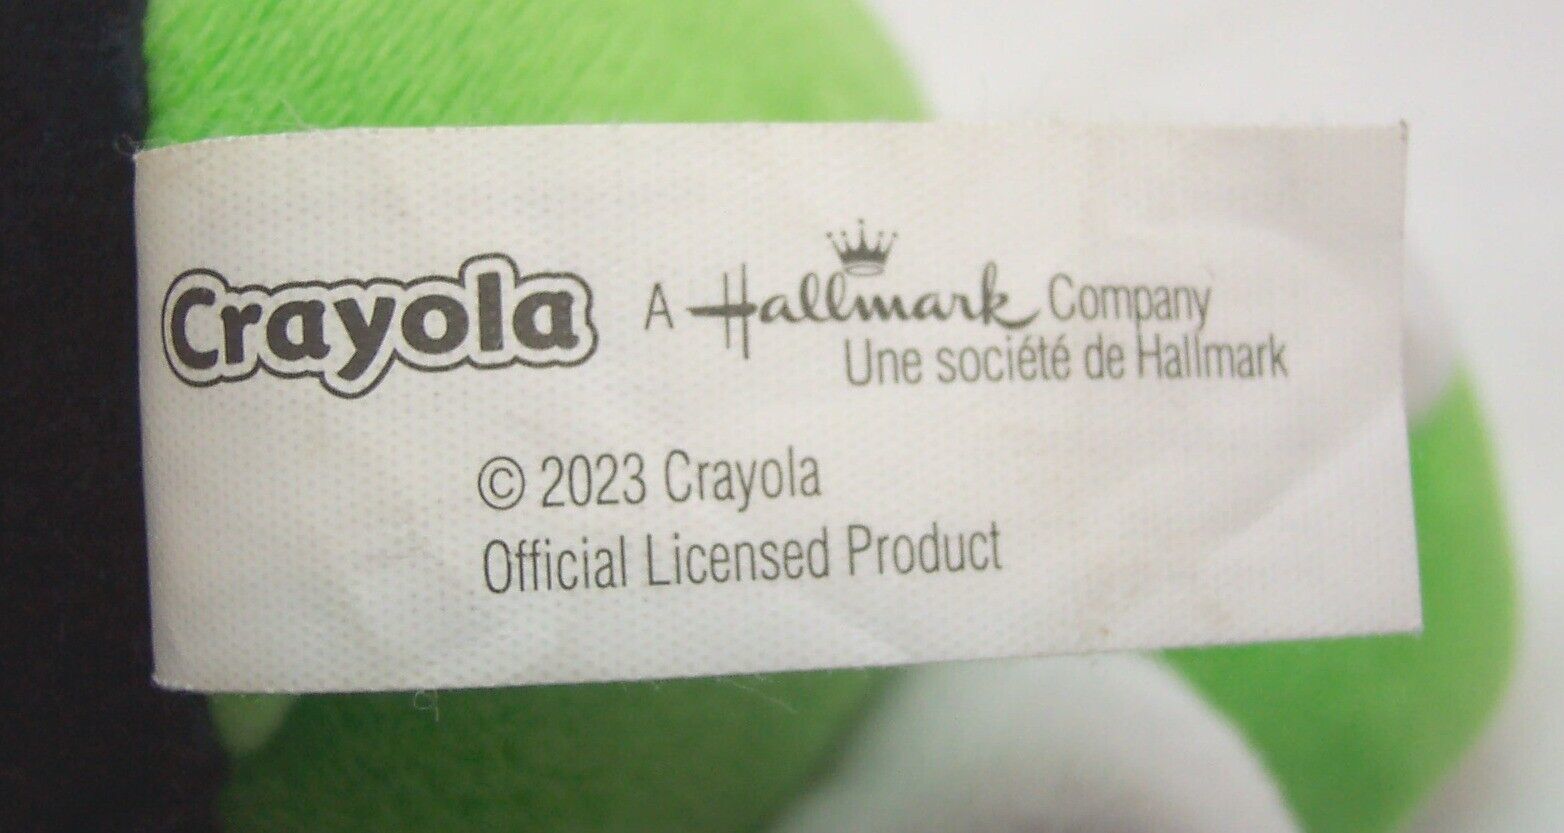 Crayola A Hallmark Company
Une société de Hallmark
© 2023 Crayola
Official Licensed Product